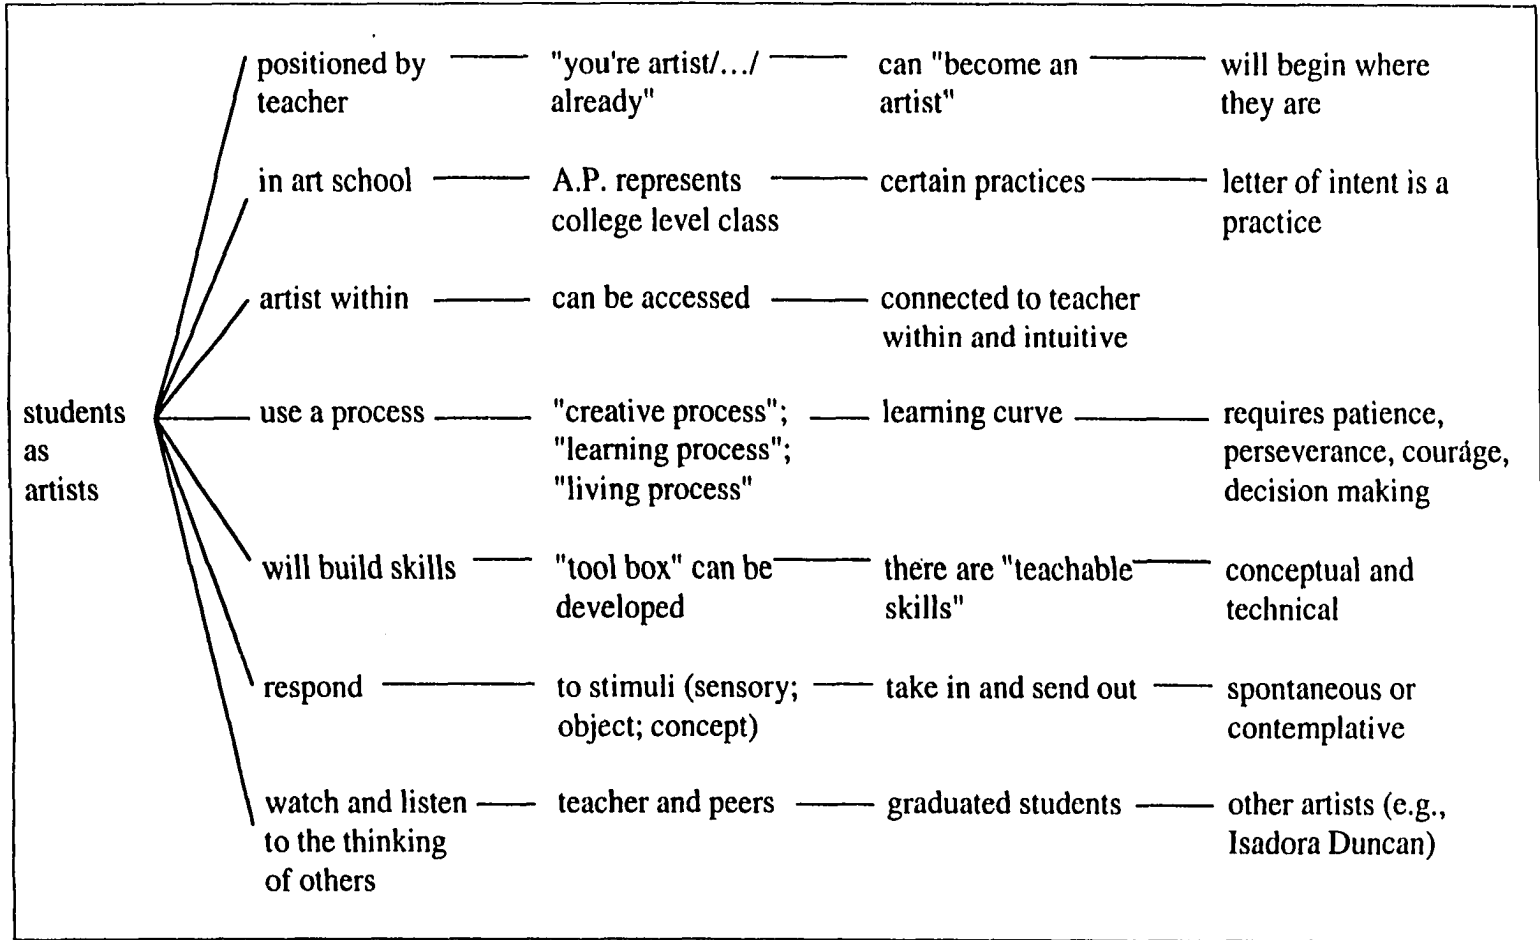 positioned by
teacher
"you're artist/.../
already"
can "become an
artist"
will begin where
they are
in art school
A.P. represents
college level class
certain practices
letter of intent is a
practice
artist within
can be accessed
connected to teacher
within and intuitive
students
as
artists
use a process
"creative process";
"learning process";
"living process"
learning curve
requires patience,
perseverance, courage,
decision making
will build skills
"tool box" can be
developed
there are "teachable
skills"
conceptual and
technical
respond
to stimuli (sensory;
object; concept)
take in and send out
spontaneous or
contemplative
watch and listen
to the thinking
of others
teacher and peers
graduated students
other artists (e.g.,
Isadora Duncan)